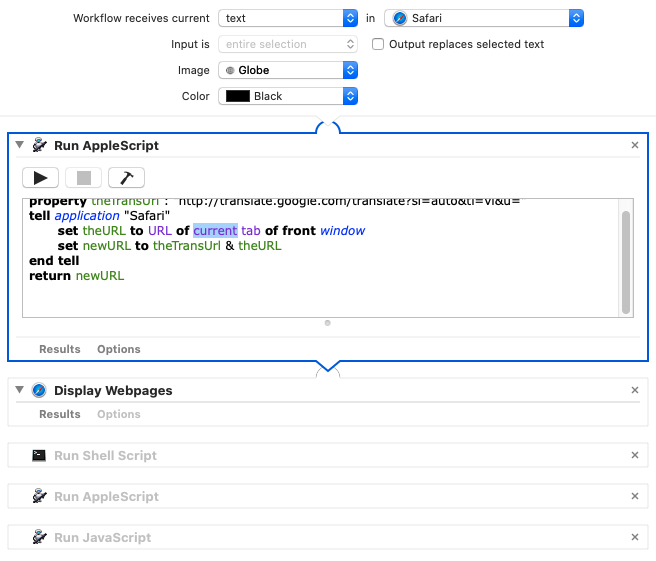 Workflow receives current text in Safari
Input is entire selection Output replaces selected text
Image Globe
Color Black
Run AppleScript
property theTransUrl : "http://translate.google.com/translate?sl=auto&tl=vi&u="
tell application "Safari"
set theURL to URL of current tab of front window
set newURL to theTransUrl & theURL
end tell
return newURL
Results Options
Display Webpages
Results Options
Run Shell Script
Run AppleScript
Run JavaScript